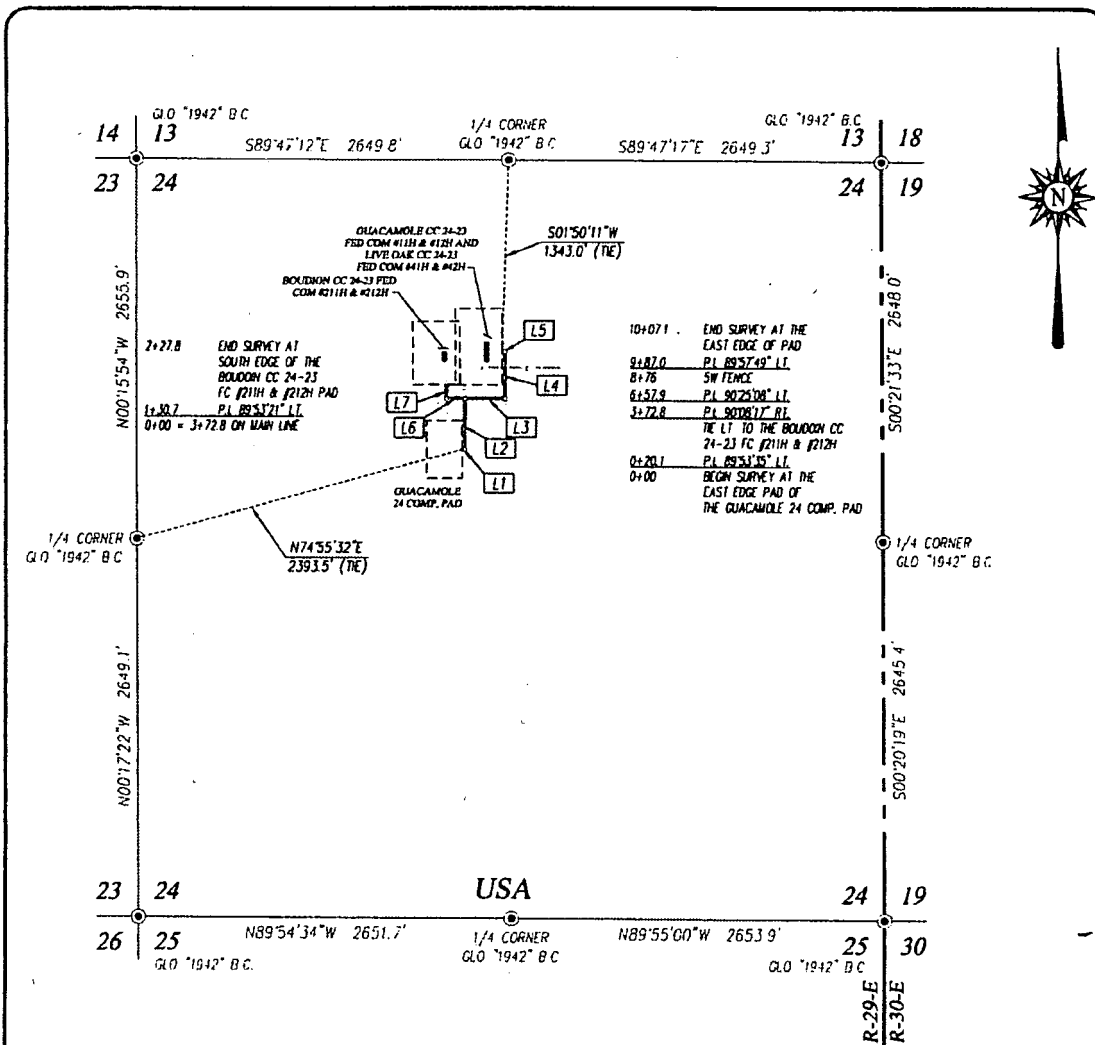 GLO "1942" B.C.
14 13
23 24
S89°47'12"E 2649.8'
1/4 CORNER
GLO "1942" B.C.
S89°47'17"E 2649.3'
GLO "1942" B.C.
13 18
24 19
N
GUACAMOLE CC 24-23
FED COM #11H & #12H AND
LIVE OAK CC 24-23
FED COM #41H & #42H
BOUDION CC 24-23 FED
COM #211H & #212H
S01°50'11"W
1343.0' (TIE)
N00°15'54"W 2655.9'
S00°21'33"E 2648.0'
2+27.8 END SURVEY AT
SOUTH EDGE OF THE
BOUDOIN CC 24-23
FC #211H & #212H PAD
1+30.7 P.I. 89°53'21" LT.
0+00 = 3+72.8 ON MAIN LINE
L5
L4
L7
L6
L3
L2
L1
GUACAMOLE
24 COMP. PAD
10+07.1 END SURVEY AT THE
EAST EDGE OF PAD
9+87.0 P.I. 89°57'49" LT.
8+76 5W FENCE
6+57.9 P.I. 90°25'08" LT.
3+72.8 P.I. 90°08'17" RT.
TIE LT. TO THE BOUDOIN CC
24-23 FC #211H & #212H
0+20.1 P.I. 89°53'35" LT.
0+00 BEGIN SURVEY AT THE
EAST EDGE PAD OF
THE GUACAMOLE 24 COMP. PAD
1/4 CORNER
GLO "1942" B.C.
N74°55'32"E
2393.5' (TIE)
1/4 CORNER
GLO "1942" B.C.
N00°17'22"W 2649.1'
S00°20'19"E 2645.4'
23 24
USA
24 19
26 25
N89°54'34"W 2651.7'
1/4 CORNER
GLO "1942" B.C.
N89°55'00"W 2653.9'
25 30
GLO "1942" B.C.
GLO "1942" B.C.
R-29-E
R-30-E